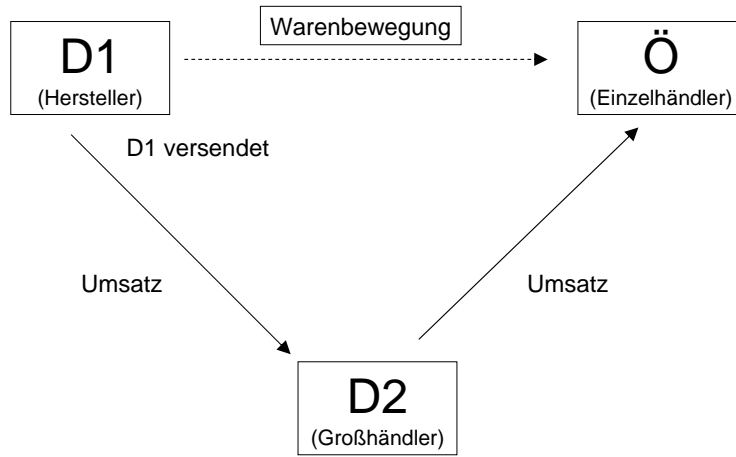 Warenbewegung
D1
(Hersteller)
Ö
(Einzelhändler)
D1 versendet
Umsatz
Umsatz
D2
(Großhändler)